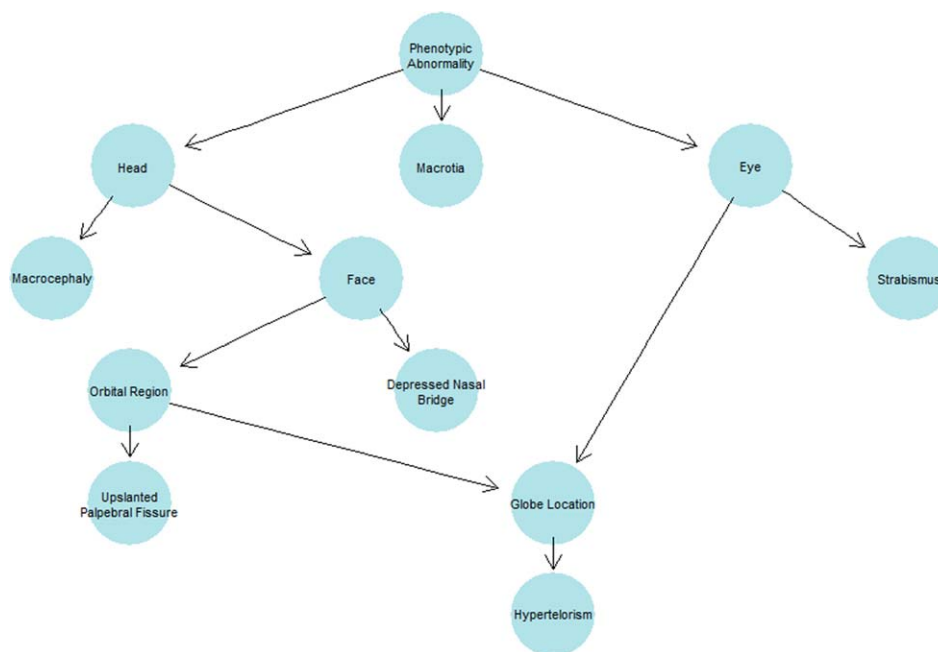 Phenotypic
Abnormality
Head
Macrotia
Eye
Macrocephaly
Face
Strabismus
Orbital Region
Depressed Nasal
Bridge
Upslanted
Palpebral Fissure
Globe Location
Hypertelorism